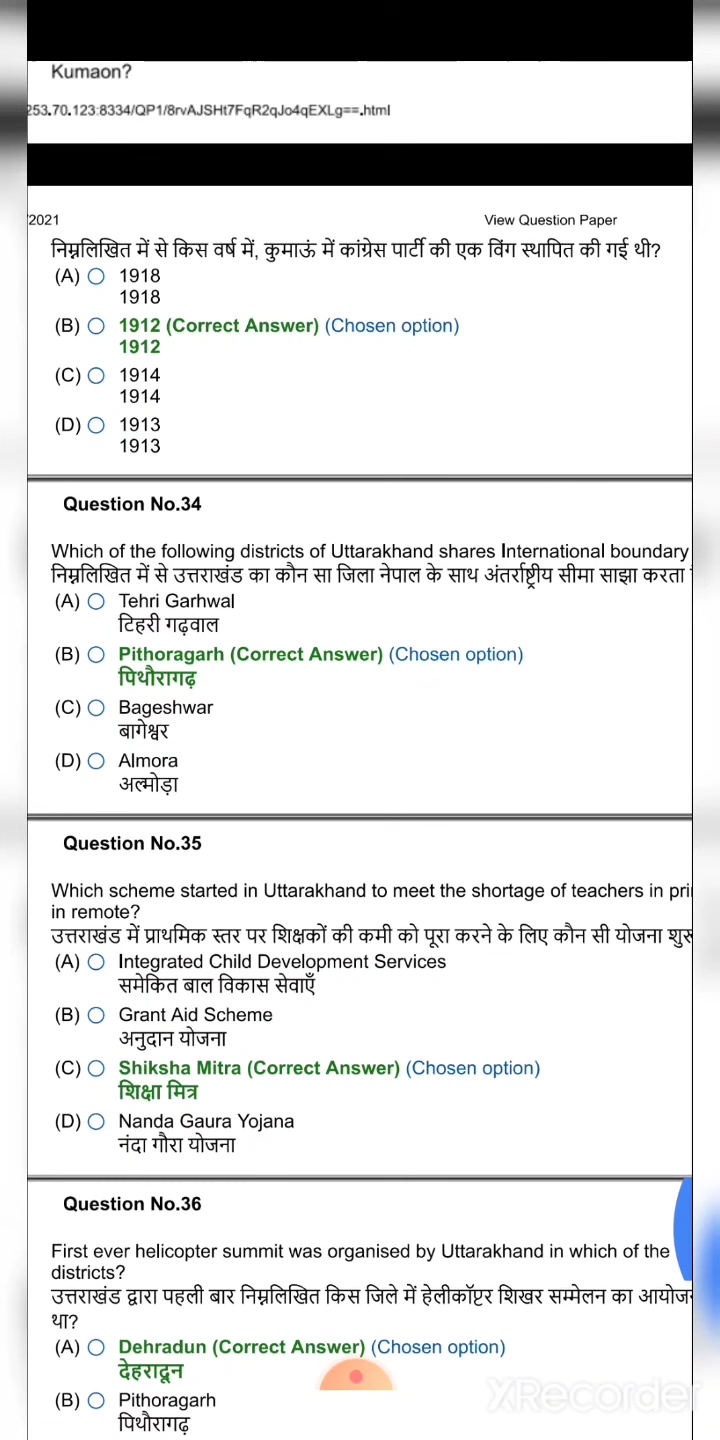 Kumaon?
253.70.123:8334/QP1/8rvAJSHt7FqR2qJo4qEXLg==.html
/2021 View Question Paper
निम्नलिखित में से किस वर्ष में, कुमाऊं में कांग्रेस पार्टी की एक विंग स्थापित की गई थी?
(A) 1918
1918
(B) 1912 (Correct Answer) (Chosen option)
1912
(C) 1914
1914
(D) 1913
1913
Question No.34
Which of the following districts of Uttarakhand shares International boundary
निम्नलिखित में से उत्तराखंड का कौन सा जिला नेपाल के साथ अंतर्राष्ट्रीय सीमा साझा करता
(A) Tehri Garhwal
टिहरी गढ़वाल
(B) Pithoragarh (Correct Answer) (Chosen option)
पिथौरागढ़
(C) Bageshwar
बागेश्वर
(D) Almora
अल्मोड़ा
Question No.35
Which scheme started in Uttarakhand to meet the shortage of teachers in pri
in remote?
उत्तराखंड में प्राथमिक स्तर पर शिक्षकों की कमी को पूरा करने के लिए कौन सी योजना शुरू
(A) Integrated Child Development Services
समेकित बाल विकास सेवाएँ
(B) Grant Aid Scheme
अनुदान योजना
(C) Shiksha Mitra (Correct Answer) (Chosen option)
शिक्षा मित्र
(D) Nanda Gaura Yojana
नंदा गौरा योजना
Question No.36
First ever helicopter summit was organised by Uttarakhand in which of the
districts?
उत्तराखंड द्वारा पहली बार निम्नलिखित किस जिले में हेलीकॉप्टर शिखर सम्मेलन का आयोज
था?
(A) Dehradun (Correct Answer) (Chosen option)
देहरादून
(B) Pithoragarh
पिथौरागढ़
XRecorder